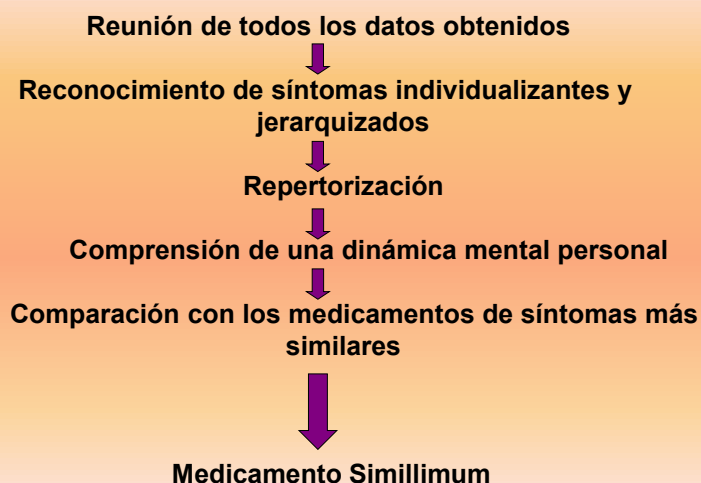 Reunión de todos los datos obtenidos
Reconocimiento de síntomas individualizantes y
jerarquizados
Repertorización
Comprensión de una dinámica mental personal
Comparación con los medicamentos de síntomas más
similares
Medicamento Simillimum